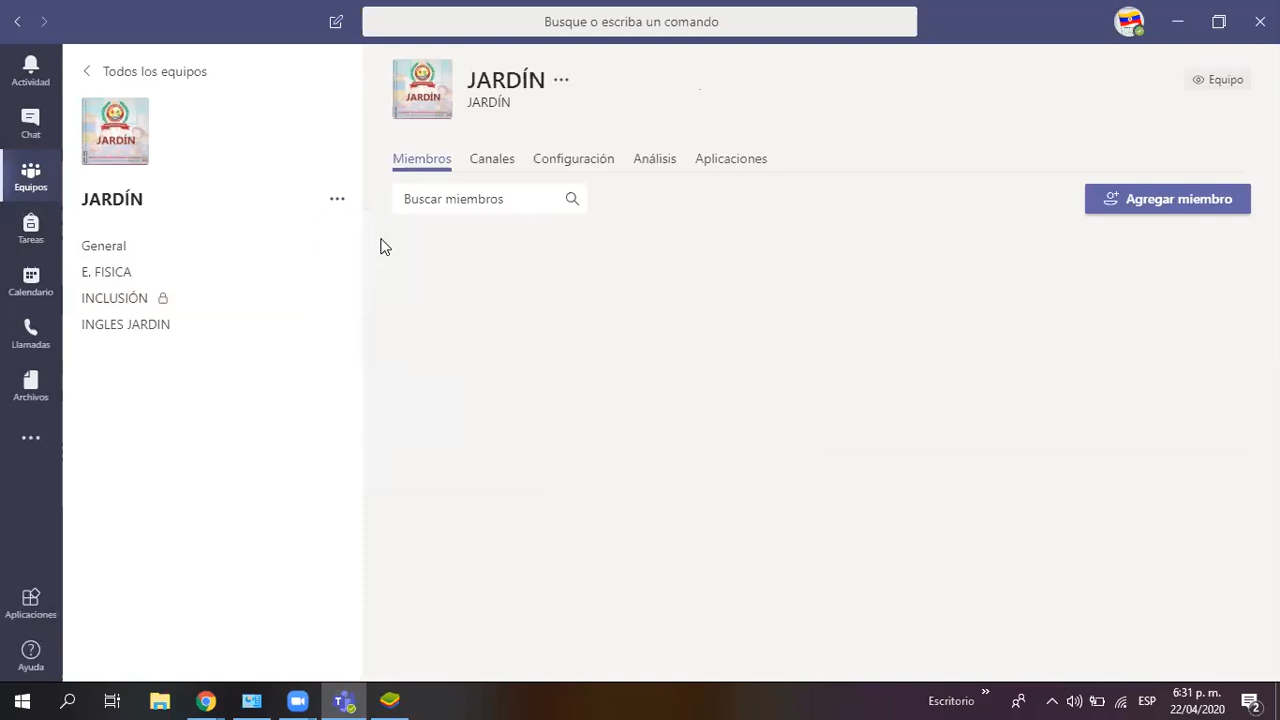 Busque o escriba un comando
Actividad
Chat
Equipos
Tareas
Calendario
Llamadas
Archivos
Aplicaciones
Ayuda
Todos los equipos
JARDÍN
JARDÍN
General
E. FISICA
INCLUSIÓN
INGLES JARDIN
JARDÍN
JARDÍN
JARDÍN
Equipo
Miembros Canales Configuración Análisis Aplicaciones
Buscar miembros
Agregar miembro
Escritorio
ESP
6:31 p. m.
22/04/2020
2